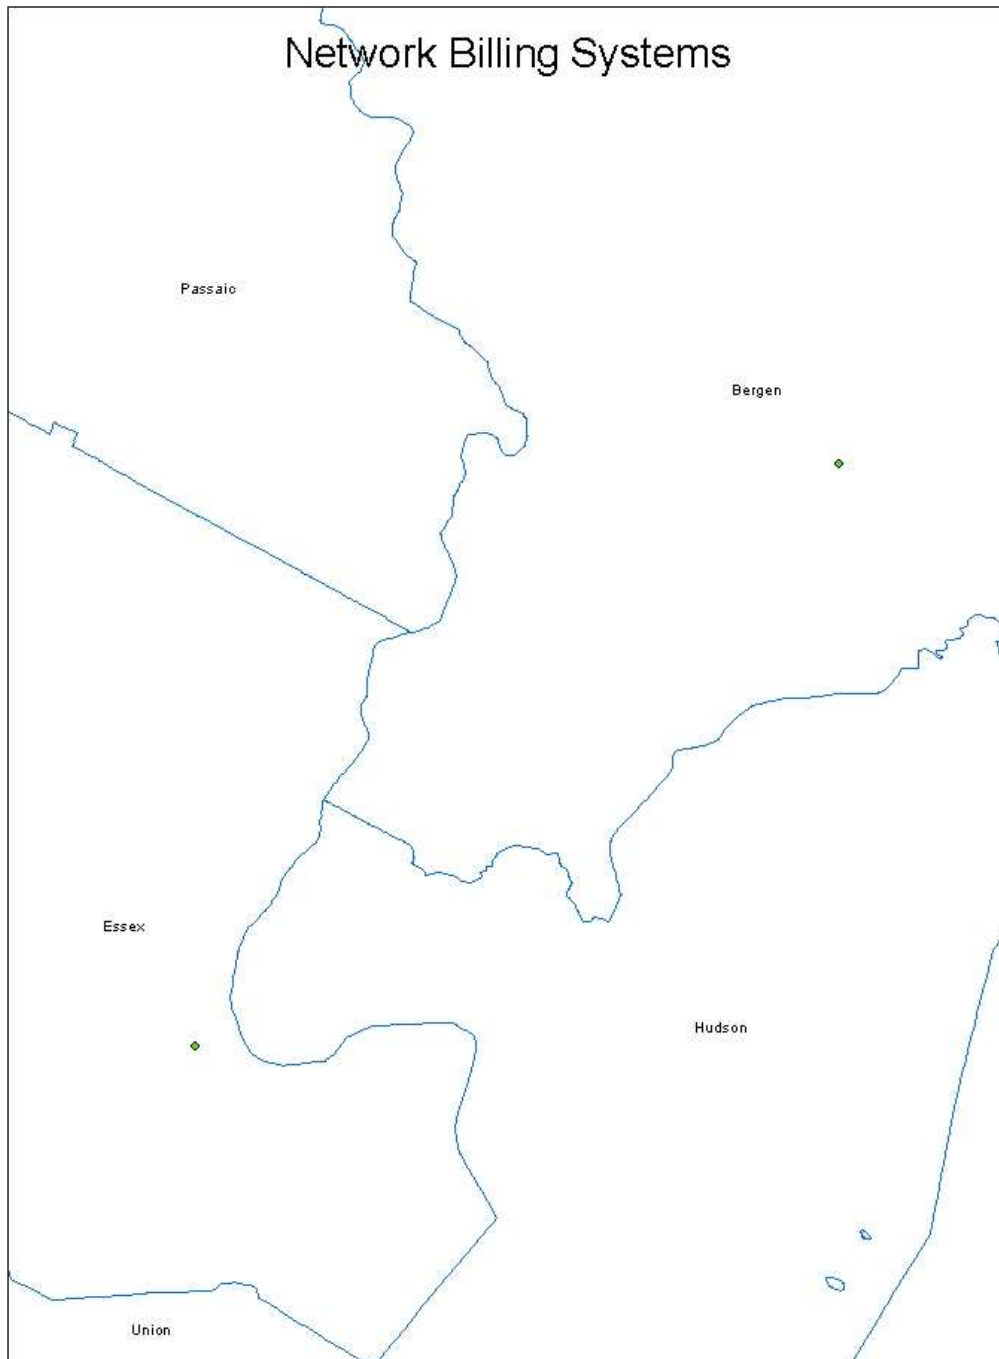 Network Billing Systems
Passaic
Bergen
Essex
Hudson
Union